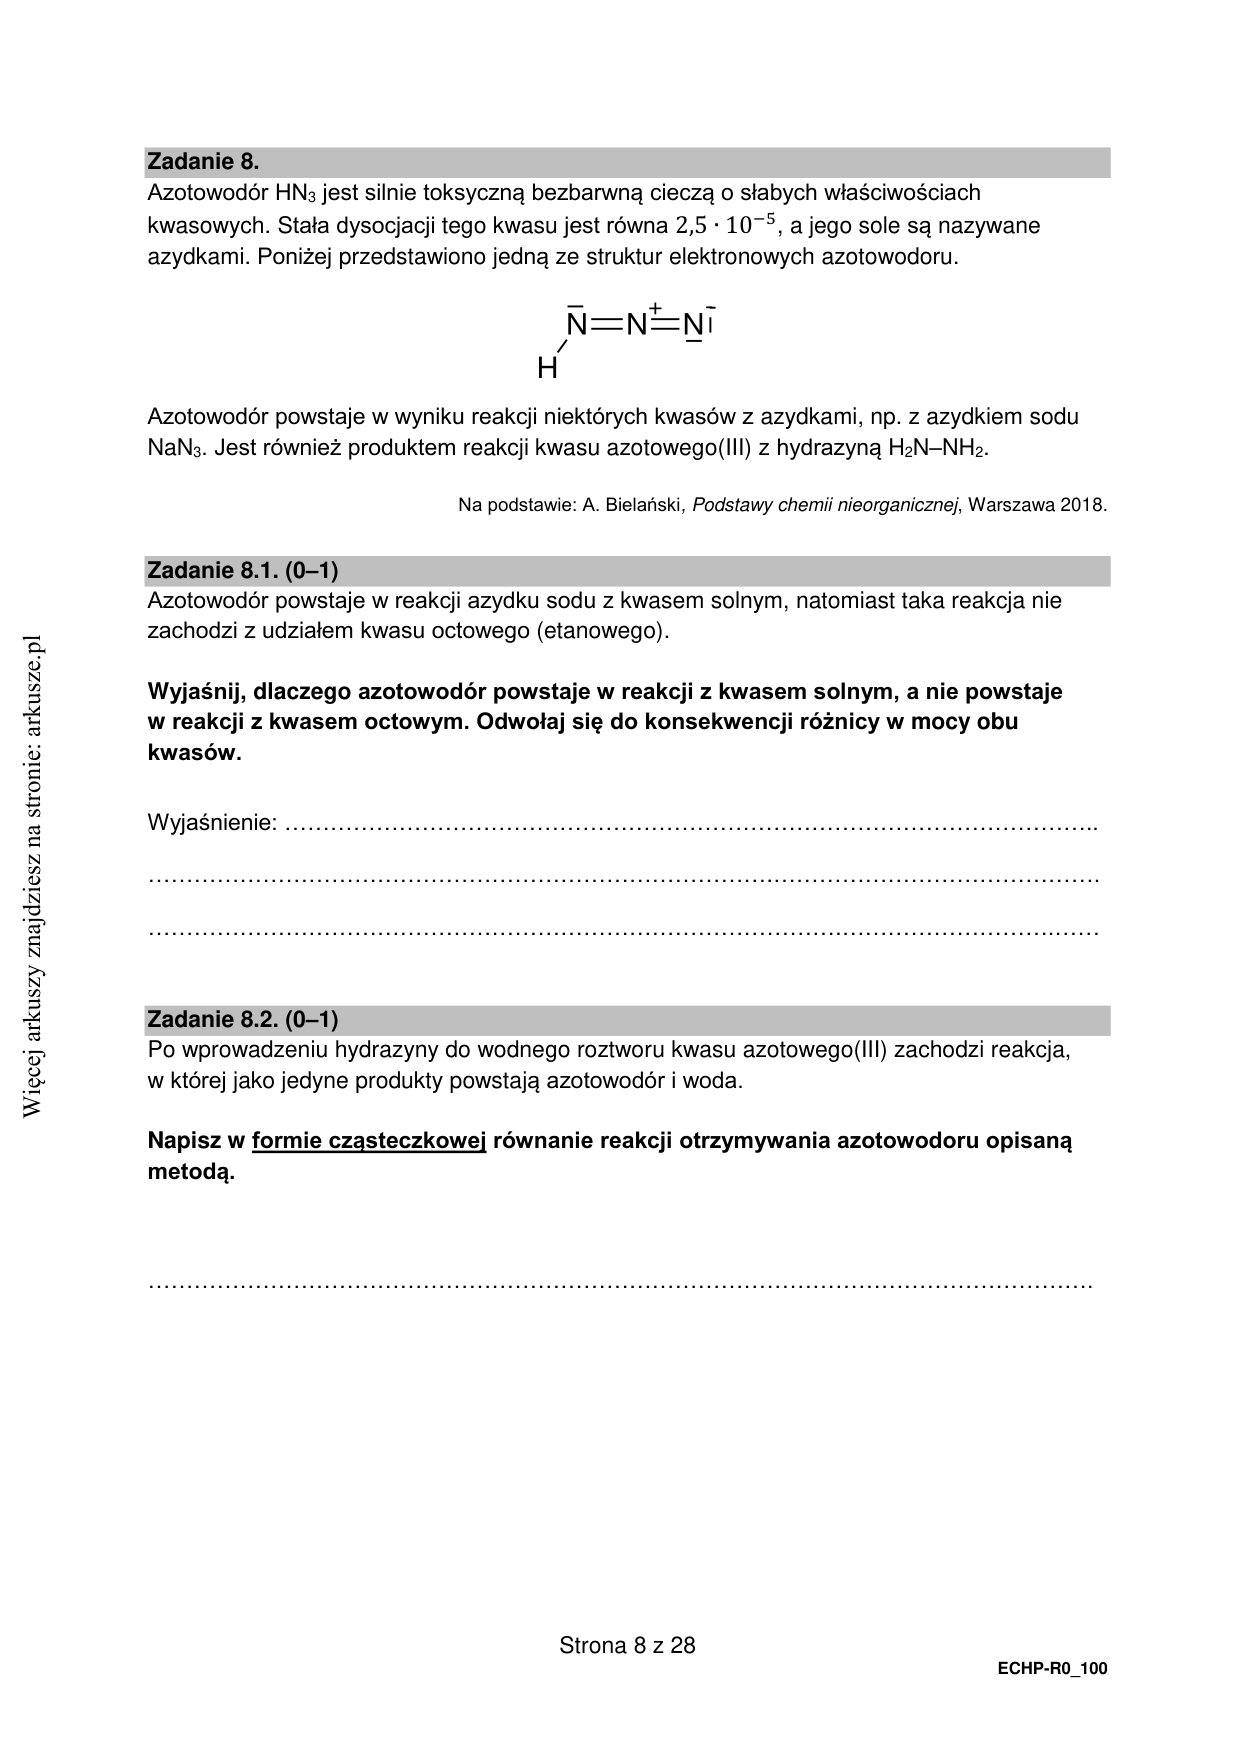 Zadanie 8.
Azotowodór HN₃ jest silnie toksyczną bezbarwną cieczą o słabych właściwościach
kwasowych. Stała dysocjacji tego kwasu jest równa 2,5 · 10⁻⁵, a jego sole są nazywane
azydkami. Poniżej przedstawiono jedną ze struktur elektronowych azotowodoru.
N=N⁺=N⁻
H
Azotowodór powstaje w wyniku reakcji niektórych kwasów z azydkami, np. z azydkiem sodu
NaN₃. Jest również produktem reakcji kwasu azotowego(III) z hydrazyną H₂N–NH₂.
Na podstawie: A. Bielański, Podstawy chemii nieorganicznej, Warszawa 2018.
Zadanie 8.1. (0–1)
Azotowodór powstaje w reakcji azydku sodu z kwasem solnym, natomiast taka reakcja nie
zachodzi z udziałem kwasu octowego (etanowego).
Wyjaśnij, dlaczego azotowodór powstaje w reakcji z kwasem solnym, a nie powstaje
w reakcji z kwasem octowym. Odwołaj się do konsekwencji różnicy w mocy obu
kwasów.
Wyjaśnienie: ……………………………………………………………………………………………..
……………………………………………………………………….…………………………………….
……………………………………………………………………………….……………………….……
Zadanie 8.2. (0–1)
Po wprowadzeniu hydrazyny do wodnego roztworu kwasu azotowego(III) zachodzi reakcja,
w której jako jedyne produkty powstają azotowodór i woda.
Napisz w formie cząsteczkowej równanie reakcji otrzymywania azotowodoru opisaną
metodą.
…………………………………………………………………………………………………………….
Strona 8 z 28
ECHP-R0_100
Więcej arkuszy znajdziesz na stronie: arkusze.pl